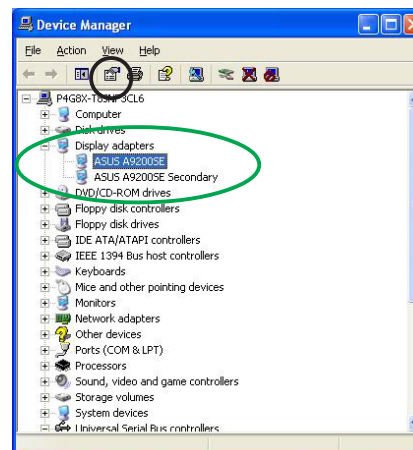 Device Manager
File Action View Help
Computer
Disk drives
Display adapters
ASUS A9200SE
ASUS A9200SE Secondary
DVD/CD-ROM drives
Floppy disk controllers
Floppy disk drives
IDE ATA/ATAPI controllers
IEEE 1394 Bus host controllers
Keyboards
Mice and other pointing devices
Monitors
Network adapters
Other devices
Ports (COM & LPT)
Processors
Sound, video and game controllers
Storage volumes
System devices
Universal Serial Bus controllers